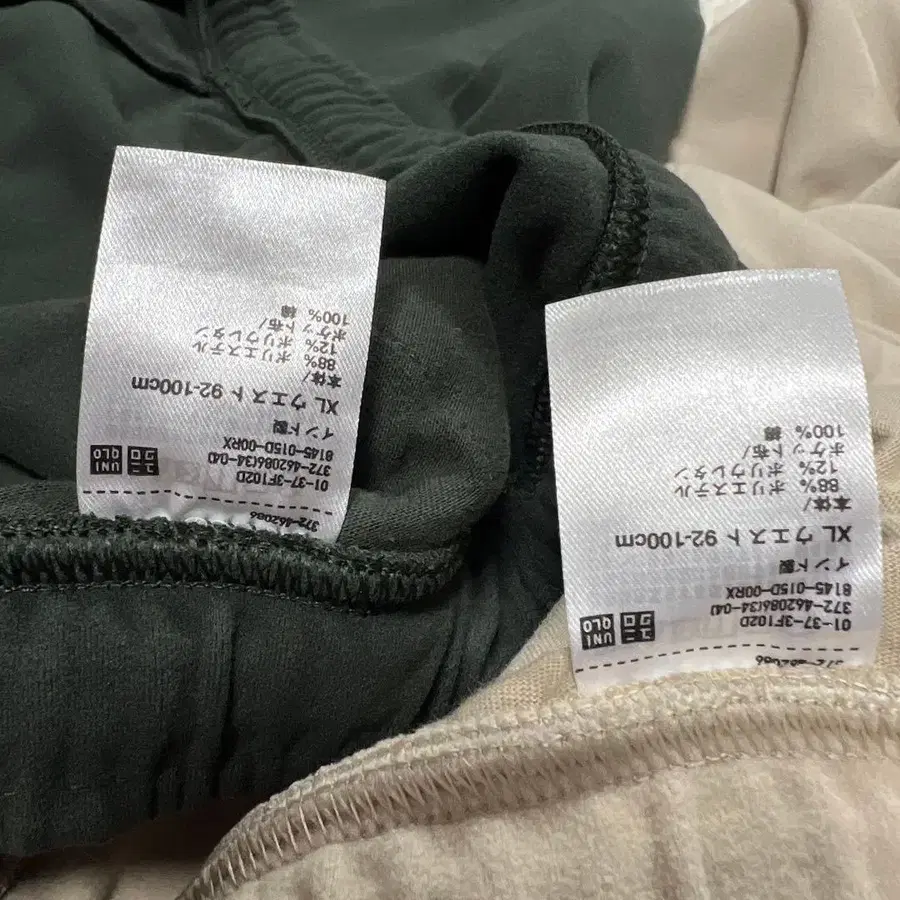 372-462086
01-37-3F102D
372-462086(34-04)
8145-015D-00RX
ユニ
クロ
UNI
QLO
インド製
XL ウエスト 92-100cm
本体/
88% ポリエステル
12% ポリウレタン
ポケット布/
100% 綿
372-462086
01-37-3F102D
372-462086(34-04)
8145-015D-00RX
ユニ
クロ
UNI
QLO
インド製
XL ウエスト 92-100cm
本体/
88% ポリエステル
12% ポリウレタン
ポケット布/
100% 綿